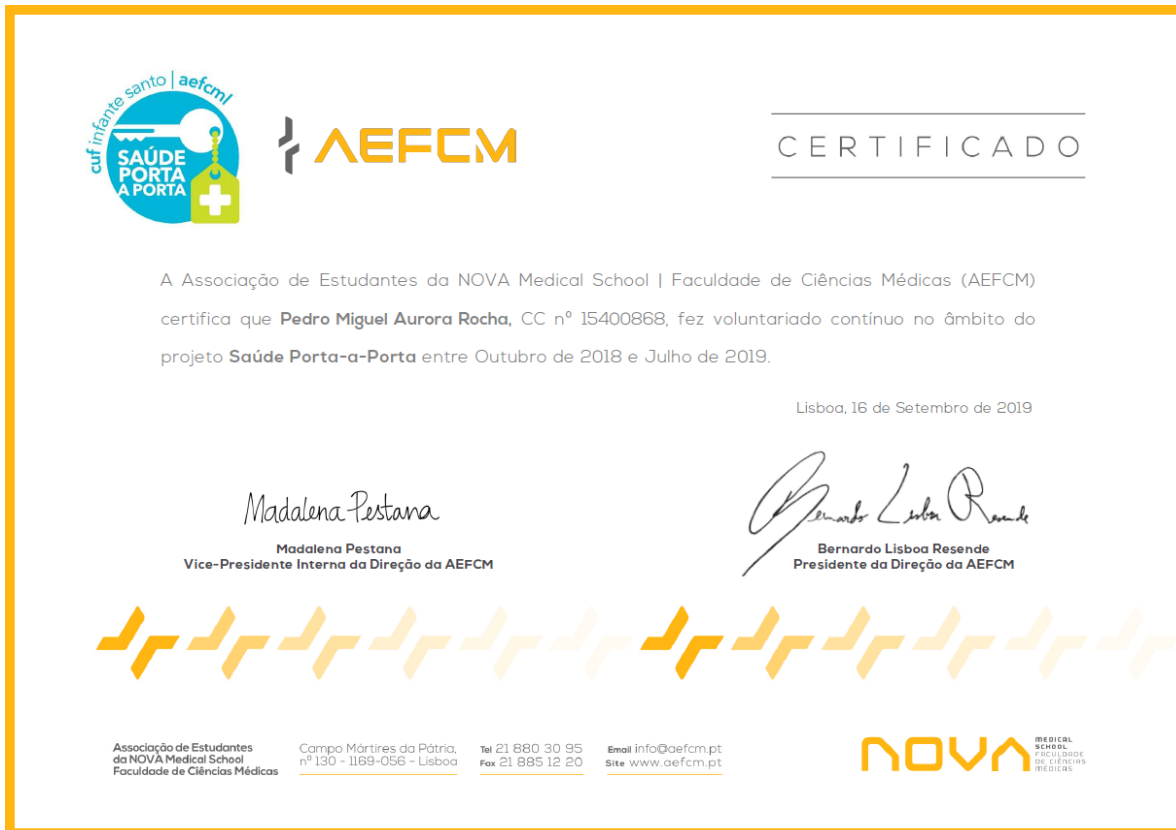 cuf infante santo | aefcml
SAÚDE
PORTA
A PORTA
AEFCM
CERTIFICADO
A Associação de Estudantes da NOVA Medical School | Faculdade de Ciências Médicas (AEFCM)
certifica que Pedro Miguel Aurora Rocha, CC nº 15400868, fez voluntariado contínuo no âmbito do
projeto Saúde Porta-a-Porta entre Outubro de 2018 e Julho de 2019.
Lisboa, 16 de Setembro de 2019
Madalena Pestana
Bernardo Lisboa Resende
Madalena Pestana
Vice-Presidente Interna da Direção da AEFCM
Bernardo Lisboa Resende
Presidente da Direção da AEFCM
Associação de Estudantes
da NOVA Medical School
Faculdade de Ciências Médicas
Campo Mártires da Pátria,
nº 130 - 1169-056 - Lisboa
Tel 21 880 30 95
Fax 21 885 12 20
Email info@aefcm.pt
Site www.aefcm.pt
NOVA
MEDICAL
SCHOOL
FACULDADE
DE CIÊNCIAS
MÉDICAS